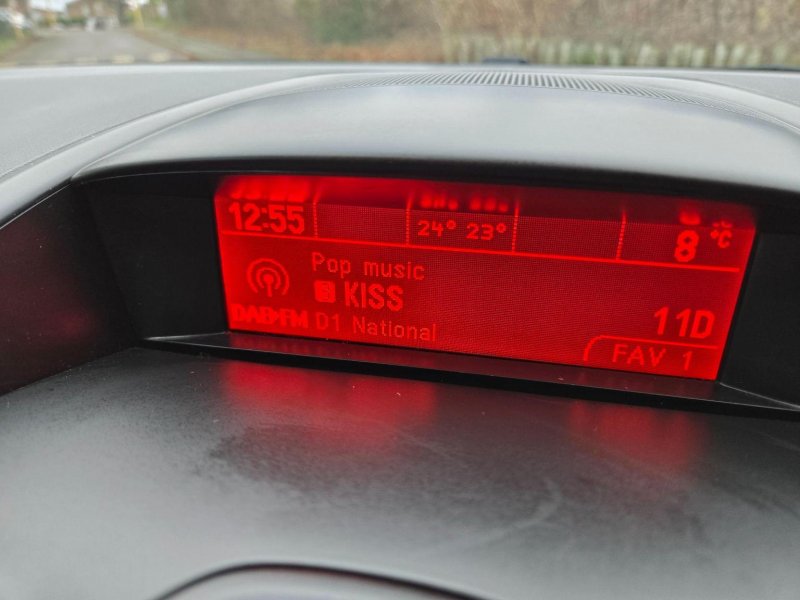 12:55
24° 23°
8 °C
Pop music
KISS
DAB+FM D1 National
11D
FAV 1